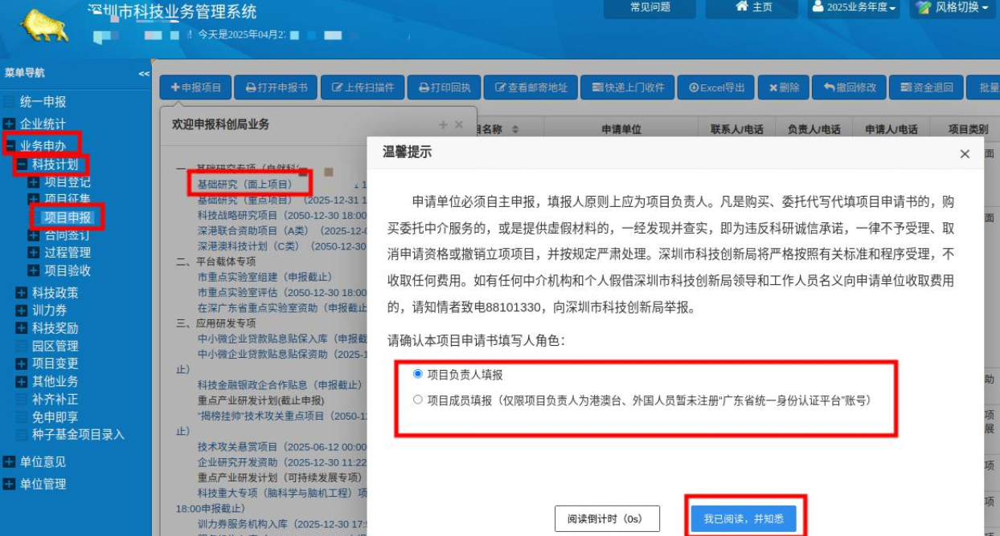 深圳市科技业务管理系统
常见问题
主页
2025业务年度
风格切换
！ 今天是2025年04月2
菜单导航
<<
统一申报
企业统计
业务申办
科技计划
项目登记
项目征集
项目申报
合同签订
过程管理
项目验收
科技政策
训力券
科技奖励
园区管理
项目变更
其他业务
补齐补正
免申即享
种子基金项目录入
单位意见
单位管理
申报项目
打开申报书
上传扫描件
打印回执
查看邮寄地址
快递上门收件
Excel导出
删除
撤回修改
资金退回
批量
名称
申请单位
联系人/电话
负责人/电话
申请人/电话
项目类别
欢迎申报科创局业务
一、基础研究专项（自然科
基础研究（面上项目）
基础研究（重点项目）（2025-12-31 1
科技战略研究项目（2050-12-30 18:00
深港联合资助项目（A类）（2025-12-
深港澳科技计划（C类）（2050-12-30
二、平台载体专项
市重点实验室组建（申报截止）
市重点实验室评估（2050-12-30 18:00
在深广东省重点实验室资助（申报截止
三、应用研发专项
中小微企业贷款贴息贴保入库（申报截
中小微企业贷款贴息贴保资助（2025-1
止）
科技金融银政企合作贴息（申报截止）
重点产业研发计划(截止申报)
“揭榜挂帅”技术攻关重点项目（2050-1
止）
技术攻关悬赏项目（2025-06-12 00:00
企业研究开发资助（2025-12-30 11:22
重点产业研发计划（可持续发展专项）
科技重大专项（脑科学与脑机工程）项
18:00申报截止）
训力券服务机构入库（2025-12-30 17:
温馨提示
申请单位必须自主申报，填报人原则上应为项目负责人。凡是购买、委托代写代填项目申请书的，购
买委托中介服务的，或是提供虚假材料的，一经发现并查实，即为违反科研诚信承诺，一律不予受理、取
消申请资格或撤销立项项目，并按规定严肃处理。深圳市科技创新局将严格按照有关标准和程序受理，不
收取任何费用。如有任何中介机构和个人假借深圳市科技创新局领导和工作人员名义向申请单位收取费用
的，请知情者致电88101330，向深圳市科技创新局举报。
请确认本项目申请书填写人角色：
项目负责人填报
项目成员填报（仅限项目负责人为港澳台、外国人员暂未注册“广东省统一身份认证平台”账号）
阅读倒计时（0s）
我已阅读，并知悉
面
面
助
项
展
项
项